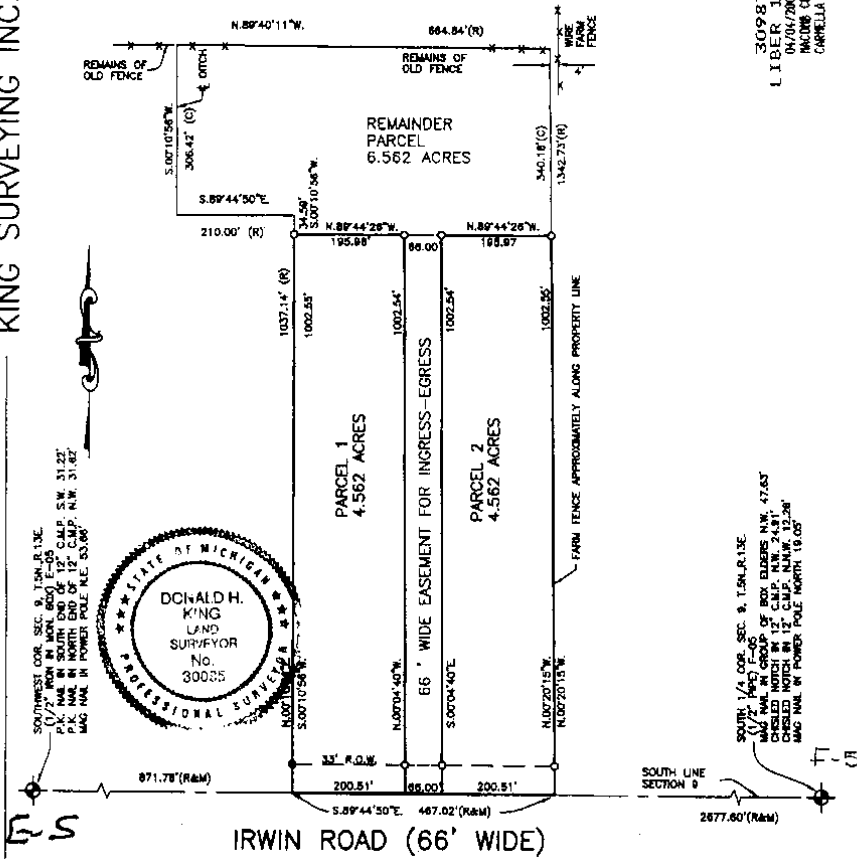 KING SURVEYING INC.
N.89°40'11"W.
664.84'(R)
WIRE
FARM
FENCE
4'
REMAINS OF
OLD FENCE
REMAINS OF
OLD FENCE
℄ DITCH
S.00°10'56"W.
306.42' (C)
REMAINDER
PARCEL
6.562 ACRES
340.18'(C)
1342.73'(R)
S.89°44'50"E.
210.00' (R)
34.59'
S.00°10'56"W.
N.89°44'26"W.
195.98'
66.00
N.89°44'26"W.
195.97
1037.14' (R)
1002.55'
1002.54'
1002.54'
1002.55'
PARCEL 1
4.562 ACRES
66 ' WIDE EASEMENT FOR INGRESS-EGRESS
PARCEL 2
4.562 ACRES
FARM FENCE APPROXIMATELY ALONG PROPERTY LINE
SOUTHWEST COR. SEC. 9, T.5N.,R.13E.
(1/2" IRON IN MON. BOX) E-05
P.K. NAIL IN SOUTH END OF 12" C.M.P. S.W. 31.22'
P.K. NAIL IN NORTH END OF 12" C.M.P. N.W. 31.62'
MAG NAIL IN POWER POLE N.E. 53.66'
STATE OF MICHIGAN
DONALD H.
KING
LAND
SURVEYOR
No.
PROFESSIONAL SURVEYOR
S.00°10'56"W.
N.00°04'40"W.
S.00°04'40"E.
N.00°20'15"W.
N.00°20'15"W.
SOUTH 1/4 COR. SEC. 9, T.5N.,R.13E.
(1/2" PIPE) F-05
MAG NAIL IN GROUP OF BOX ELDERS N.W. 47.63'
CHISLED NOTCH IN 12" C.M.P. N.W. 24.91'
CHISLED NOTCH IN 12" C.M.P. N.N.W. 12.28'
MAG NAIL IN POWER POLE NORTH 19.05'
33' R.O.W.
871.78'(R&M)
200.51'
66.00'
200.51'
SOUTH LINE
SECTION 9
S.89°44'50"E. 467.02'(R&M)
2677.60'(R&M)
IRWIN ROAD (66' WIDE)
E-5